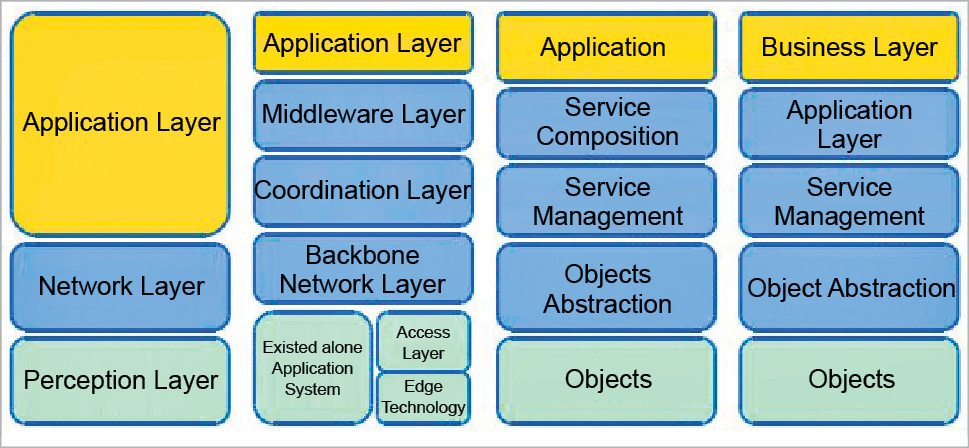 Application Layer
Network Layer
Perception Layer
Application Layer
Middleware Layer
Coordination Layer
Backbone
Network Layer
Existed alone
Application
System
Access
Layer
Edge
Technology
Application
Service
Composition
Service
Management
Objects
Abstraction
Objects
Business Layer
Application
Layer
Service
Management
Object Abstraction
Objects